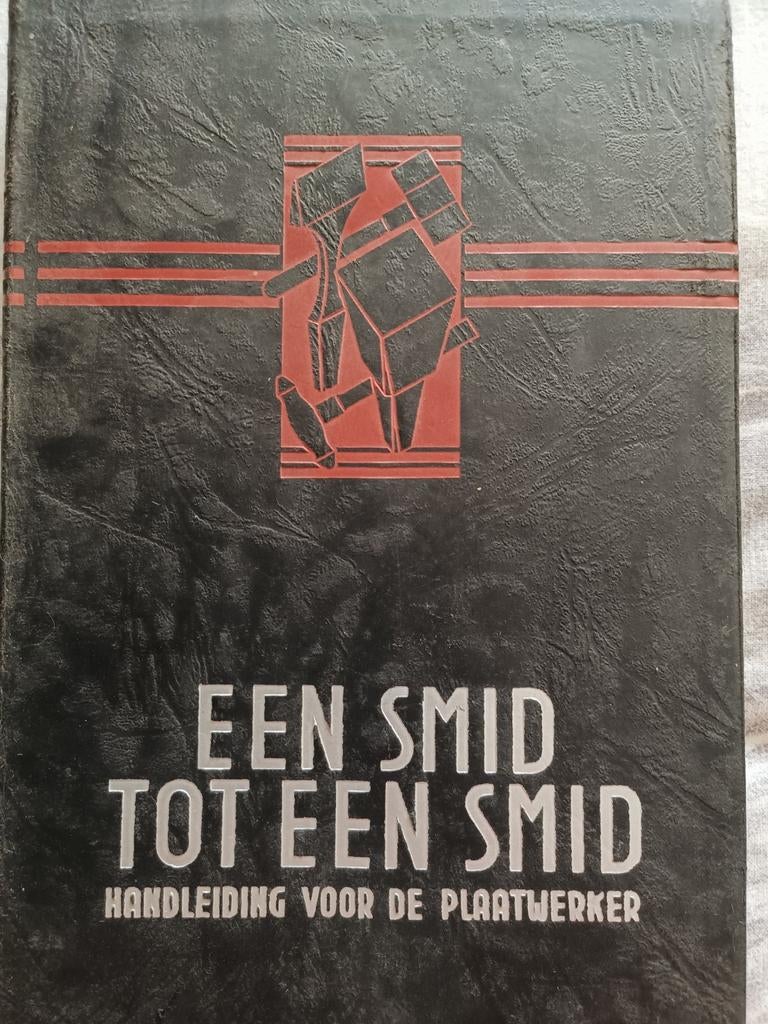 EEN SMID
TOT EEN SMID
HANDLEIDING VOOR DE PLAATWERKER